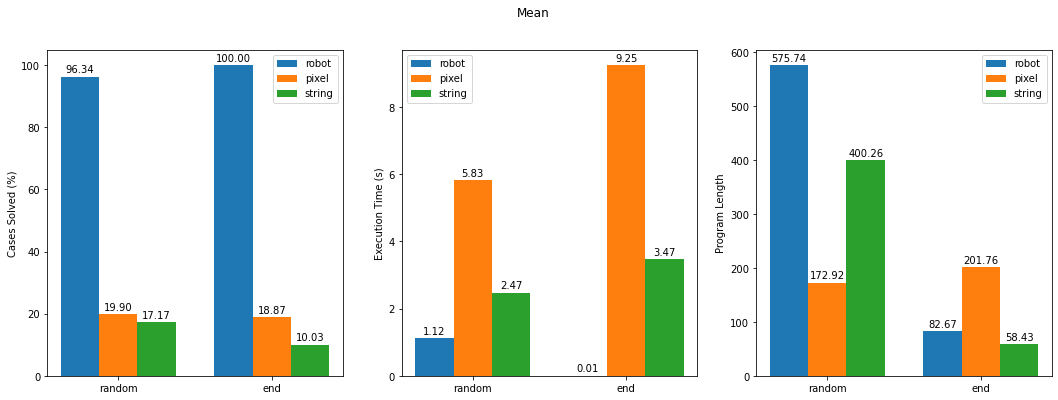 Mean
Cases Solved (%)
100
80
60
40
20
0
96.34
19.90
17.17
100.00
18.87
10.03
random
end
robot
pixel
string
Execution Time (s)
8
6
4
2
0
1.12
5.83
2.47
0.01
9.25
3.47
random
end
robot
pixel
string
Program Length
600
500
400
300
200
100
0
575.74
172.92
400.26
82.67
201.76
58.43
random
end
robot
pixel
string